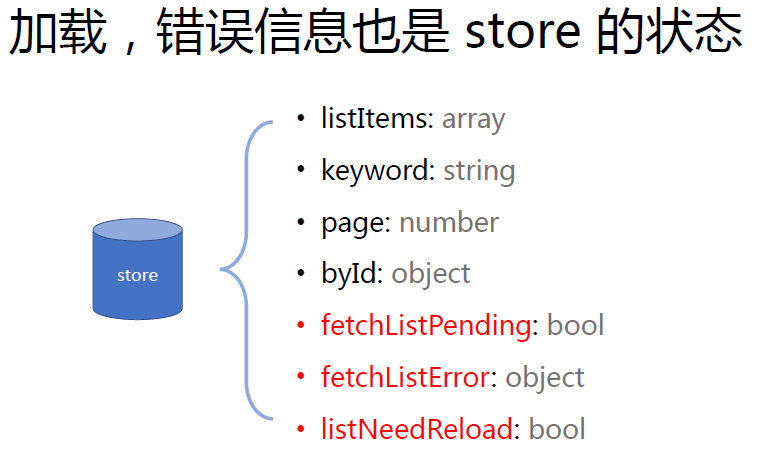 加载，错误信息也是 store 的状态
store
• listItems: array
• keyword: string
• page: number
• byId: object
• fetchListPending: bool
• fetchListError: object
• listNeedReload: bool